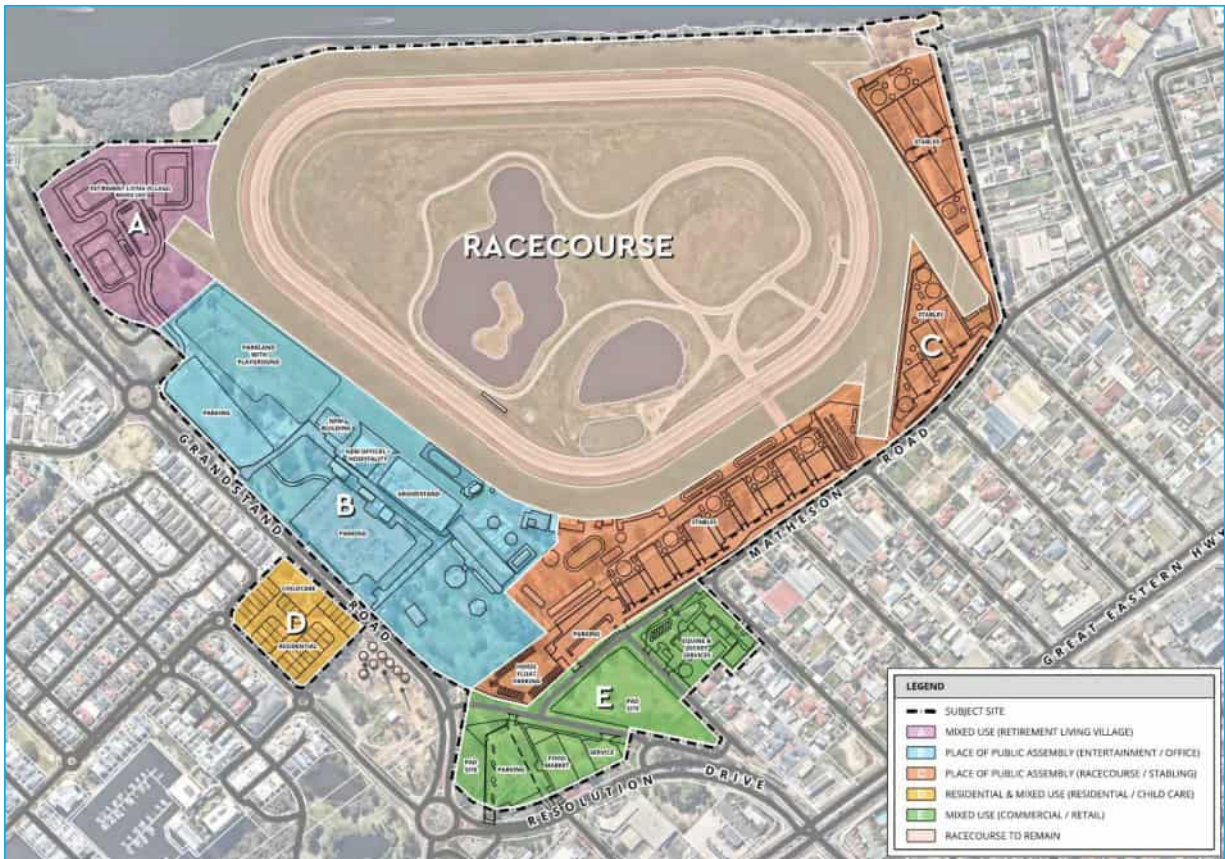 RACECOURSE
STABLES
RETIREMENT LIVING VILLAGE
A
STABLES
C
PARKLAND
WITH
PLAYGROUND
PARKING
NEW
BUILDING
NEW OFFICE /
HOSPITALITY
GRANDSTAND
B
PARKING
STABLES
GRANDSTAND ROAD
MATHESON ROAD
GREAT EASTERN HWY
CHILDCARE
D
RESIDENTIAL
PARKING
EQUINE &
SERVICES
HORSE
FLOAT
PARKING
E
PAD
SITE
PAD
SITE
PARKING
FOOD
MARKET
SERVICE
RESOLUTION DRIVE
LEGEND
SUBJECT SITE
A MIXED USE (RETIREMENT LIVING VILLAGE)
B PLACE OF PUBLIC ASSEMBLY (ENTERTAINMENT / OFFICE)
C PLACE OF PUBLIC ASSEMBLY (RACECOURSE / STABLING)
D RESIDENTIAL & MIXED USE (RESIDENTIAL / CHILD CARE)
E MIXED USE (COMMERCIAL / RETAIL)
RACECOURSE TO REMAIN